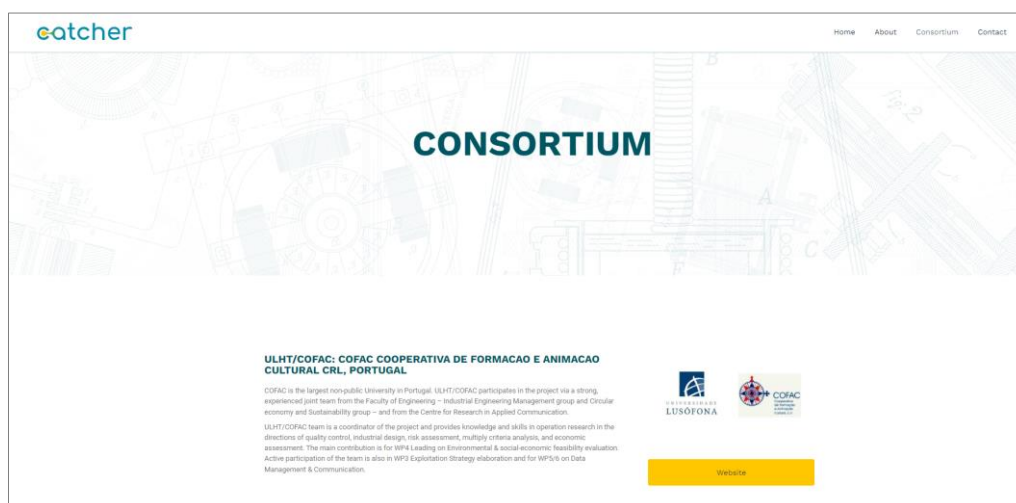 catcher
Home About Consortium Contact
CONSORTIUM
B
fig: 2
A
C
ULHT/COFAC: COFAC COOPERATIVA DE FORMACAO E ANIMACAO
CULTURAL CRL, PORTUGAL
COFAC is the largest non-public University in Portugal. ULHT/COFAC participates in the project via a strong,
experienced joint team from the Faculty of Engineering – Industrial Engineering Management group and Circular
economy and Sustainability group – and from the Centre for Research in Applied Communication.
ULHT/COFAC team is a coordinator of the project and provides knowledge and skills in operation research in the
directions of quality control, industrial design, risk assessment, multiply criteria analysis, and economic
assessment. The main contribution is for WP4 Leading on Environmental & social-economic feasibility evaluation.
Active participation of the team is also in WP3 Exploitation Strategy elaboration and for WP5/6 on Data
Management & Communication.
UNIVERSIDADE
LUSÓFONA
COFAC
Website